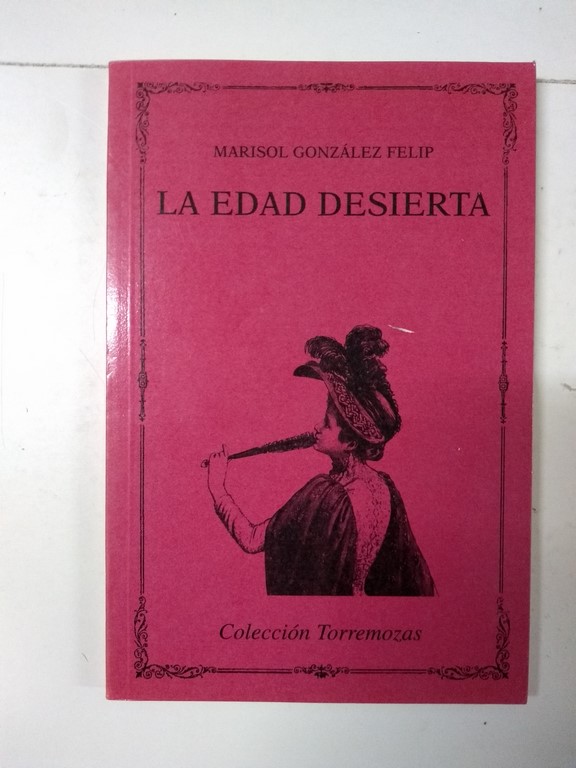 MARISOL GONZÁLEZ FELIP
LA EDAD DESIERTA
Colección Torremozas